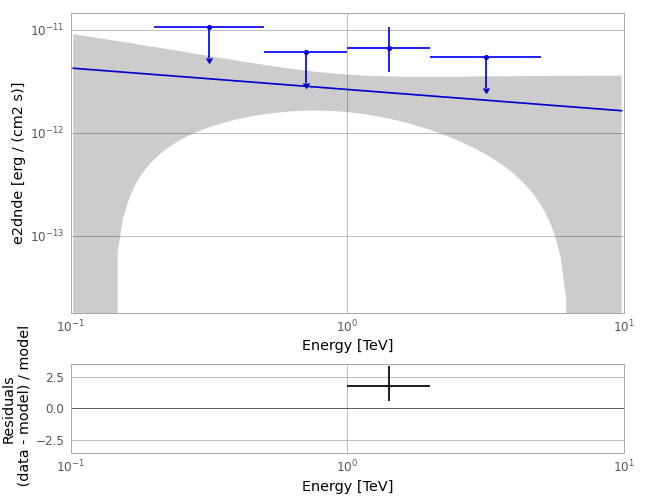 10⁻¹¹
10⁻¹²
10⁻¹³
e2dnde [erg / (cm2 s)]
10⁻¹ 10⁰ 10¹
Energy [TeV]
2.5
0.0
−2.5
Residuals
(data - model) / model
10⁻¹ 10⁰ 10¹
Energy [TeV]